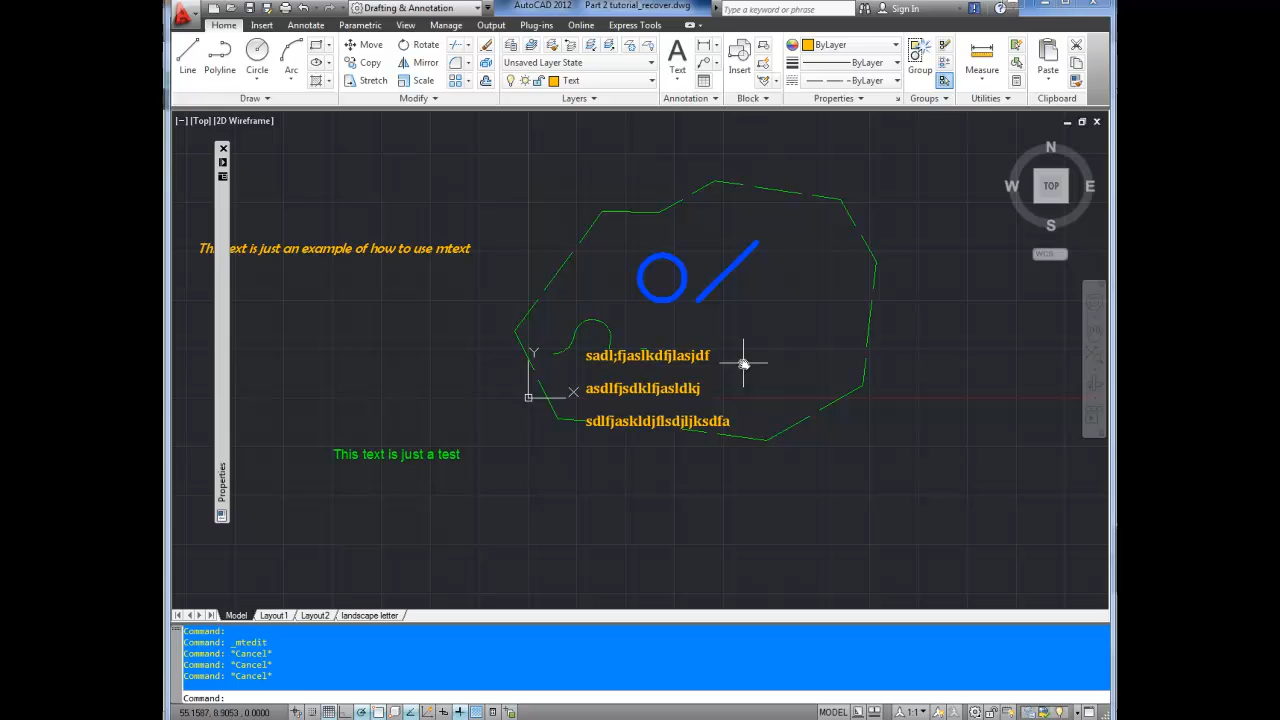 AutoCAD 2012 Part 2 tutorial_recover.dwg
Drafting & Annotation
Type a keyword or phrase
Sign In
Home Insert Annotate Parametric View Manage Output Plug-ins Online Express Tools
Line Polyline Circle Arc
Move Rotate
Copy Mirror
Stretch Scale
Unsaved Layer State
Text
Text
Insert
ByLayer
ByLayer
ByLayer
Group
Measure
Paste
Draw Modify Layers Annotation Block Properties Groups Utilities Clipboard
[−] [Top] [2D Wireframe]
N
W TOP E
S
WCS
This text is just an example of how to use mtext
Y
X
sadl;fjaslkdfjlasjdf
asdlfjsdklfjasldkj
sdlfjaskldjflsdjljksdfa
This text is just a test
Properties
Model Layout1 Layout2 landscape letter
Command:
Command: _mtedit
Command: *Cancel*
Command: *Cancel*
Command: *Cancel*
Command:
55.1587, 8.9053, 0.0000
MODEL
1:1